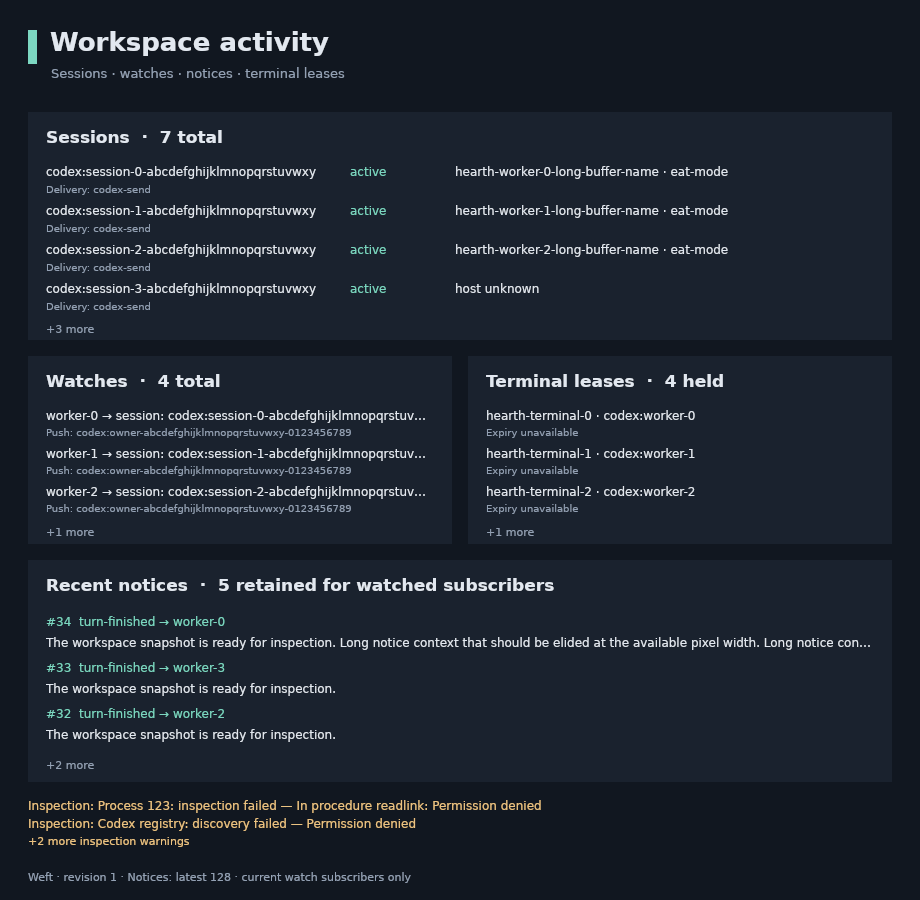 Workspace activity
Sessions · watches · notices · terminal leases
Sessions · 7 total
codex:session-0-abcdefghijklmnopqrstuvwxy active hearth-worker-0-long-buffer-name · eat-mode
Delivery: codex-send
codex:session-1-abcdefghijklmnopqrstuvwxy active hearth-worker-1-long-buffer-name · eat-mode
Delivery: codex-send
codex:session-2-abcdefghijklmnopqrstuvwxy active hearth-worker-2-long-buffer-name · eat-mode
Delivery: codex-send
codex:session-3-abcdefghijklmnopqrstuvwxy active host unknown
Delivery: codex-send
+3 more
Watches · 4 total
worker-0 → session: codex:session-0-abcdefghijklmnopqrstuv…
Push: codex:owner-abcdefghijklmnopqrstuvwxy-0123456789
worker-1 → session: codex:session-1-abcdefghijklmnopqrstuv…
Push: codex:owner-abcdefghijklmnopqrstuvwxy-0123456789
worker-2 → session: codex:session-2-abcdefghijklmnopqrstuv…
Push: codex:owner-abcdefghijklmnopqrstuvwxy-0123456789
+1 more
Terminal leases · 4 held
hearth-terminal-0 · codex:worker-0
Expiry unavailable
hearth-terminal-1 · codex:worker-1
Expiry unavailable
hearth-terminal-2 · codex:worker-2
Expiry unavailable
+1 more
Recent notices · 5 retained for watched subscribers
#34 turn-finished → worker-0
The workspace snapshot is ready for inspection. Long notice context that should be elided at the available pixel width. Long notice con…
#33 turn-finished → worker-3
The workspace snapshot is ready for inspection.
#32 turn-finished → worker-2
The workspace snapshot is ready for inspection.
+2 more
Inspection: Process 123: inspection failed — In procedure readlink: Permission denied
Inspection: Codex registry: discovery failed — Permission denied
+2 more inspection warnings
Weft · revision 1 · Notices: latest 128 · current watch subscribers only